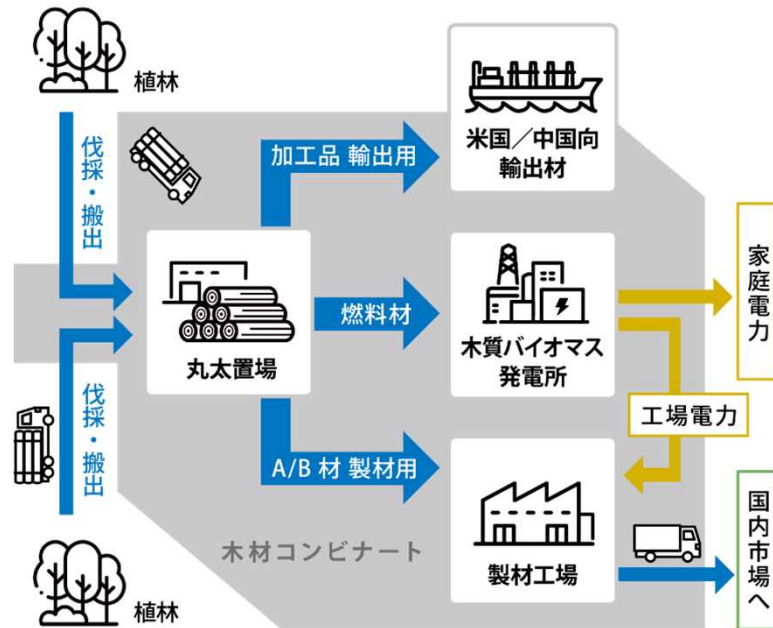 植林
伐採・搬出
加工品 輸出用
米国／中国向
輸出材
丸太置場
燃料材
木質バイオマス
発電所
家庭電力
工場電力
伐採・搬出
A/B 材 製材用
製材工場
国内市場へ
木材コンビナート
植林